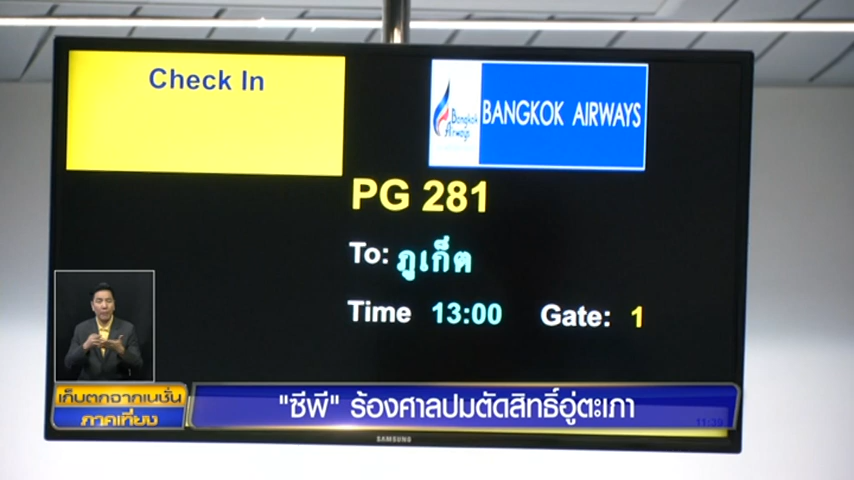 Check In
Bangkok Airways
BANGKOK AIRWAYS
PG 281
To: ภูเก็ต
Time 13:00 Gate: 1
เก็บตกจากเนชั่น
ภาคเที่ยง
"ซีพี" ร้องศาลปมตัดสิทธิ์อู่ตะเภา
11:39
SAMSUNG